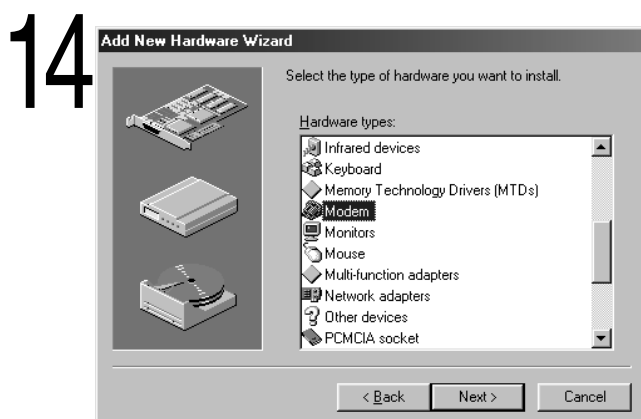 14
Add New Hardware Wizard
Select the type of hardware you want to install.
Hardware types:
Infrared devices
Keyboard
Memory Technology Drivers (MTDs)
Modem
Monitors
Mouse
Multi-function adapters
Network adapters
Other devices
PCMCIA socket
< Back Next > Cancel